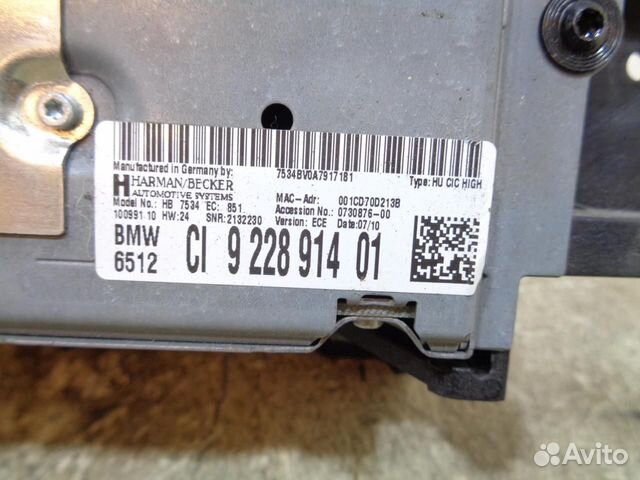 Manufactured in Germany by:
7534BV0A7917181
Type: HU CIC HIGH
HARMAN/BECKER
AUTOMOTIVE SYSTEMS
MAC-Adr: 001CD70D213B
Model No.: HB 7534 EC: 851
Accession No.: 0730876-00
10099110 HW:24 SNR:2132230
Version: ECE Date:07/10
BMW
6512 CI 9 228 914 01
Avito